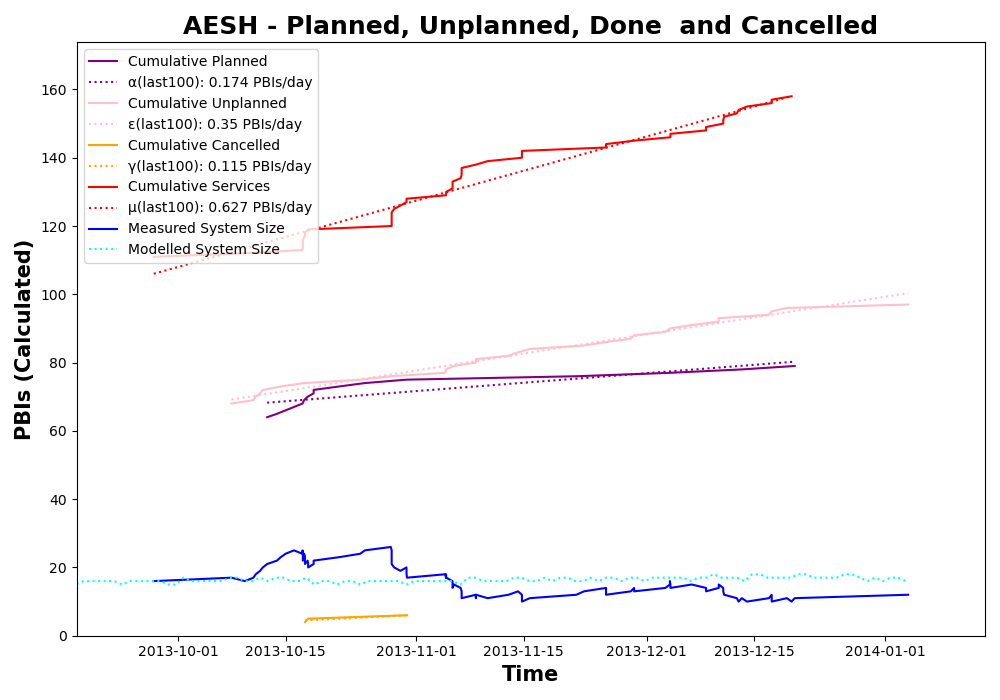 AESH - Planned, Unplanned, Done  and Cancelled
Cumulative Planned
α(last100): 0.174 PBIs/day
Cumulative Unplanned
ε(last100): 0.35 PBIs/day
Cumulative Cancelled
γ(last100): 0.115 PBIs/day
Cumulative Services
μ(last100): 0.627 PBIs/day
Measured System Size
Modelled System Size
PBIs (Calculated)
160
140
120
100
80
60
40
20
0
2013-10-01
2013-10-15
2013-11-01
2013-11-15
2013-12-01
2013-12-15
2014-01-01
Time